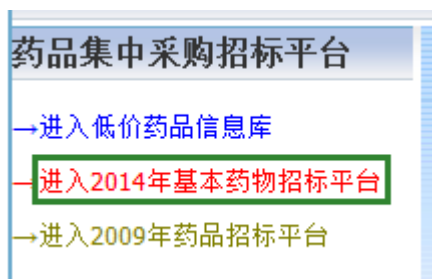 药品集中采购招标平台
→进入低价药品信息库
→进入2014年基本药物招标平台
→进入2009年药品招标平台